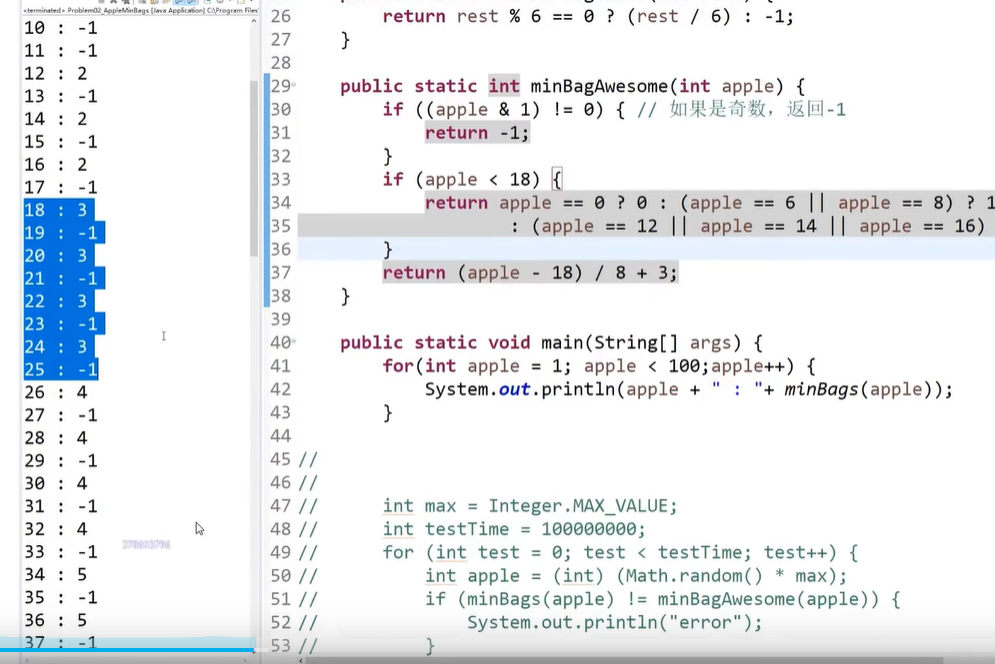 <terminated> Problem02_AppleMinBags [Java Application] C:\Program Files
10 : -1
11 : -1
12 : 2
13 : -1
14 : 2
15 : -1
16 : 2
17 : -1
18 : 3
19 : -1
20 : 3
21 : -1
22 : 3
23 : -1
24 : 3
25 : -1
26 : 4
27 : -1
28 : 4
29 : -1
30 : 4
31 : -1
32 : 4
33 : -1
34 : 5
35 : -1
36 : 5
37 : -1
26 return rest % 6 == 0 ? (rest / 6) : -1;
27 }
28
29 public static int minBagAwesome(int apple) {
30 if ((apple & 1) != 0) { // 如果是奇数，返回-1
31 return -1;
32 }
33 if (apple < 18) {
34 return apple == 0 ? 0 : (apple == 6 || apple == 8) ? 1
35 : (apple == 12 || apple == 14 || apple == 16)
36 }
37 return (apple - 18) / 8 + 3;
38 }
39
40 public static void main(String[] args) {
41 for(int apple = 1; apple < 100;apple++) {
42 System.out.println(apple + " : "+ minBags(apple));
43 }
44
45 //
46 //
47 // int max = Integer.MAX_VALUE;
48 // int testTime = 100000000;
49 // for (int test = 0; test < testTime; test++) {
50 // int apple = (int) (Math.random() * max);
51 // if (minBags(apple) != minBagAwesome(apple)) {
52 // System.out.println("error");
53 // }